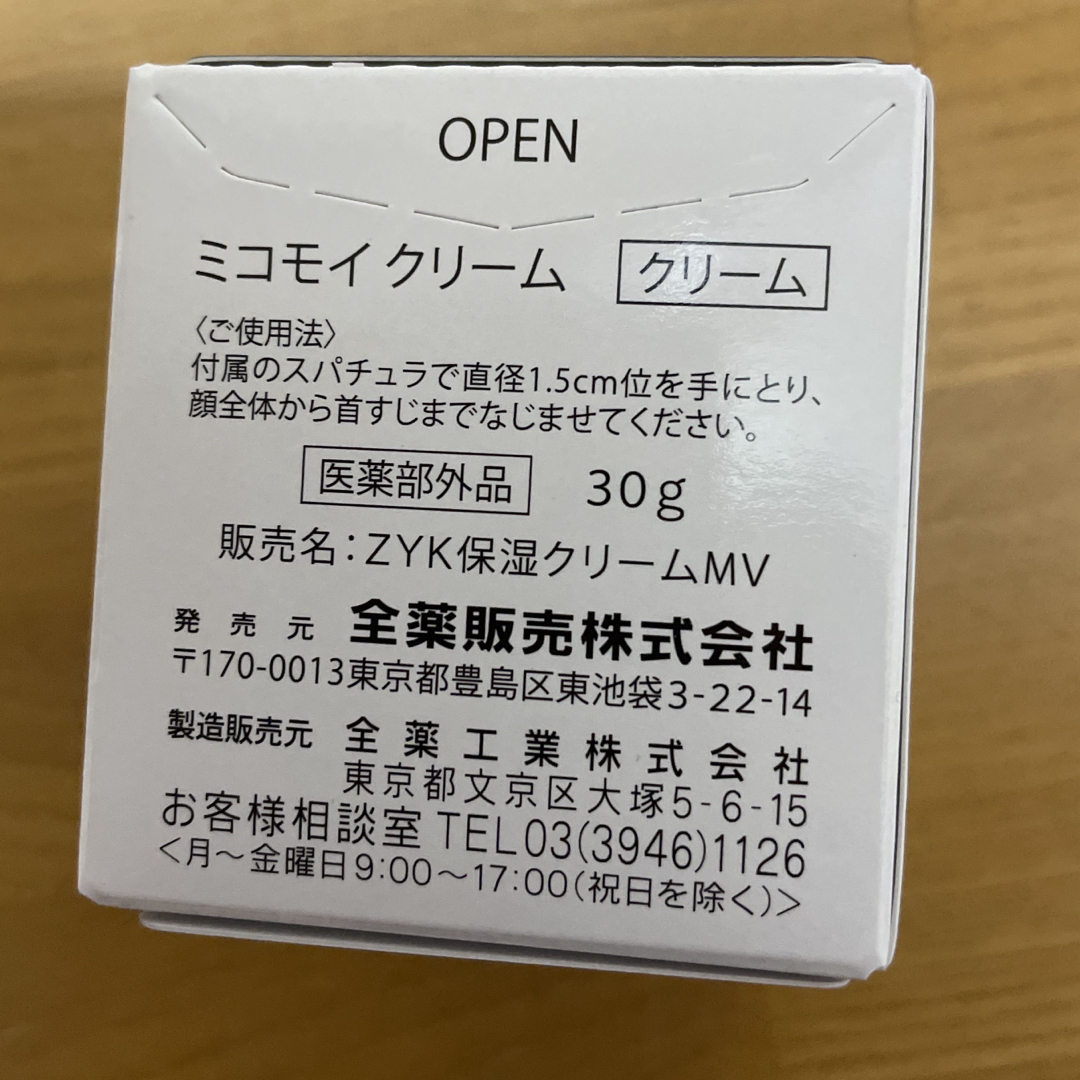 OPEN
ミコモイ クリーム クリーム
〈ご使用法〉
付属のスパチュラで直径1.5cm位を手にとり、
顔全体から首すじまでなじませてください。
医薬部外品 30g
販売名：ZYK保湿クリームMV
発売元 全薬販売株式会社
〒170-0013東京都豊島区東池袋3-22-14
製造販売元 全薬工業株式会社
東京都文京区大塚5-6-15
お客様相談室 TEL03(3946)1126
<月～金曜日9:00～17:00(祝日を除く)>